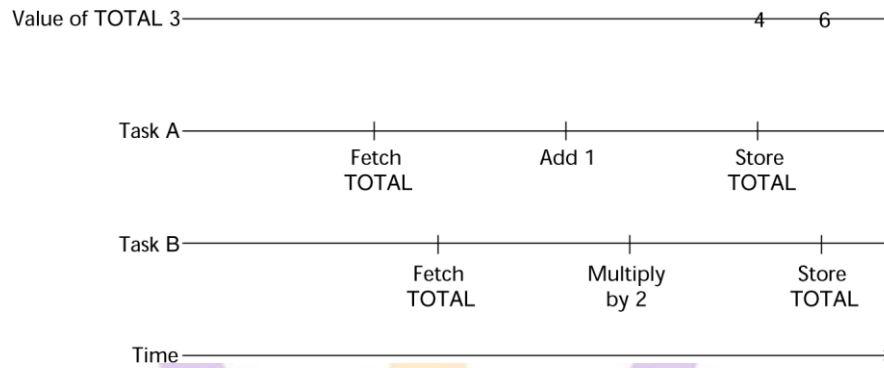 Value of TOTAL 3 4 6
Task A
Fetch Add 1 Store
TOTAL TOTAL
Task B
Fetch Multiply Store
TOTAL by 2 TOTAL
Time